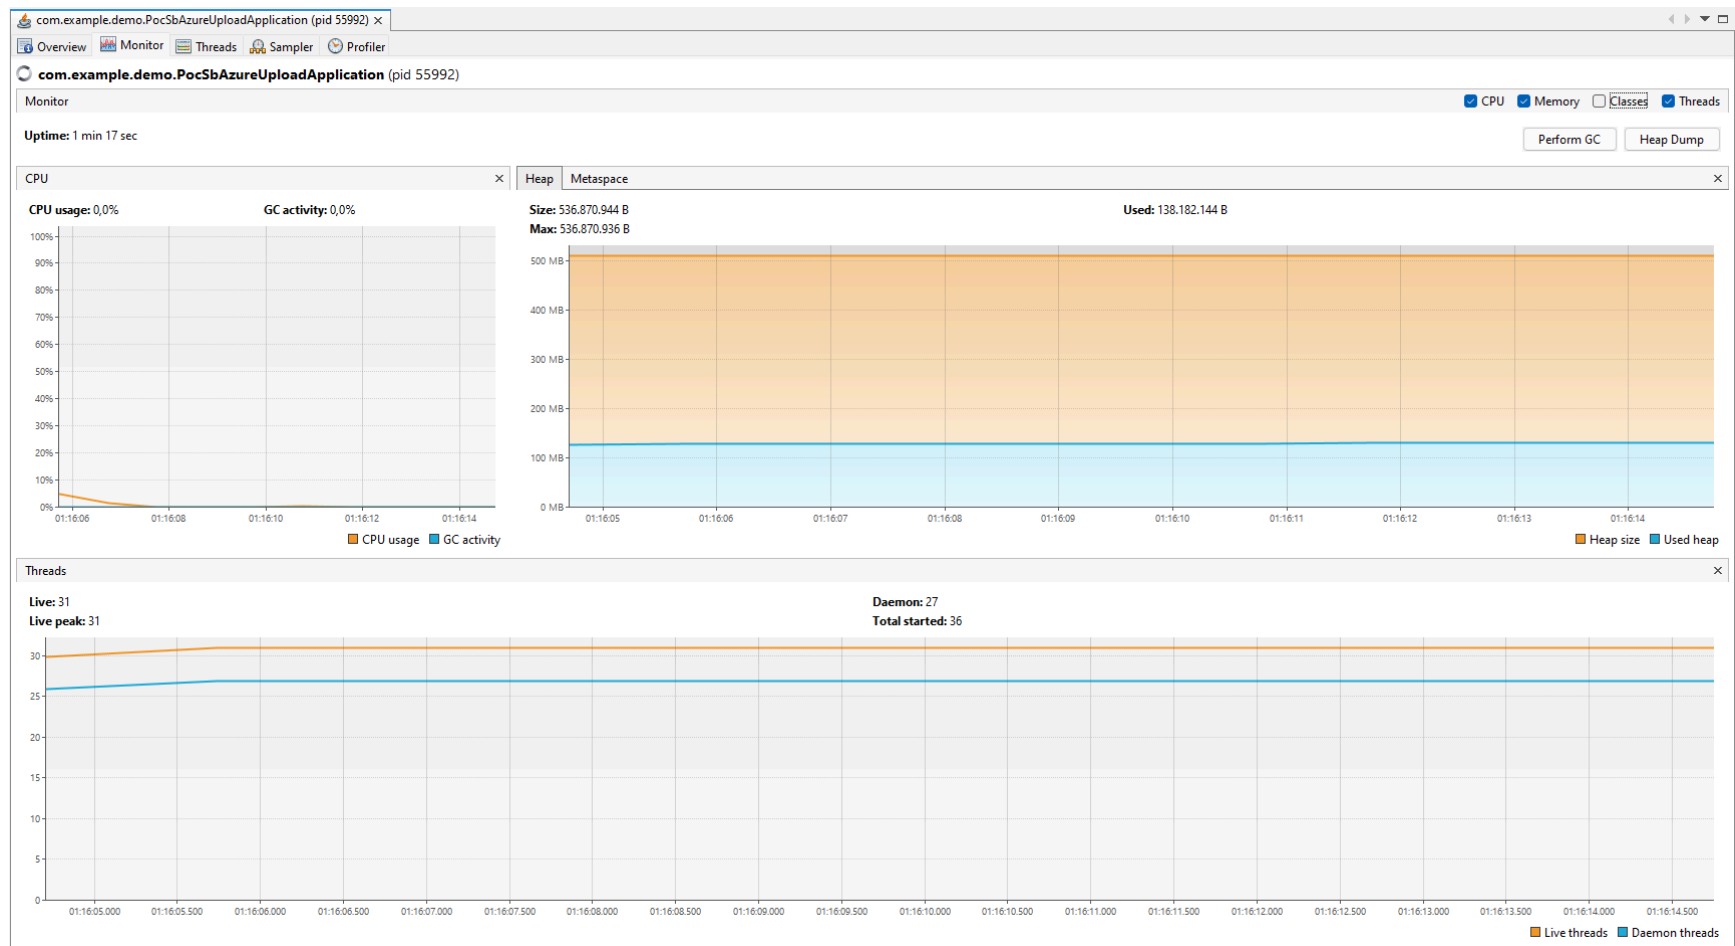 com.example.demo.PocSbAzureUploadApplication (pid 55992) ×
Overview Monitor Threads Sampler Profiler
com.example.demo.PocSbAzureUploadApplication (pid 55992)
Monitor CPU Memory Classes Threads
Uptime: 1 min 17 sec Perform GC Heap Dump
CPU ×
CPU usage: 0,0% GC activity: 0,0%
100%
90%
80%
70%
60%
50%
40%
30%
20%
10%
0%
01:16:06 01:16:08 01:16:10 01:16:12 01:16:14
CPU usage GC activity
Heap Metaspace ×
Size: 536.870.944 B Used: 138.182.144 B
Max: 536.870.936 B
500 MB
400 MB
300 MB
200 MB
100 MB
0 MB
01:16:05 01:16:06 01:16:07 01:16:08 01:16:09 01:16:10 01:16:11 01:16:12 01:16:13 01:16:14
Heap size Used heap
Threads ×
Live: 31 Daemon: 27
Live peak: 31 Total started: 36
30
25
20
15
10
5
0
01:16:05.000 01:16:05.500 01:16:06.000 01:16:06.500 01:16:07.000 01:16:07.500 01:16:08.000 01:16:08.500 01:16:09.000 01:16:09.500 01:16:10.000 01:16:10.500 01:16:11.000 01:16:11.500 01:16:12.000 01:16:12.500 01:16:13.000 01:16:13.500 01:16:14.000 01:16:14.500
Live threads Daemon threads